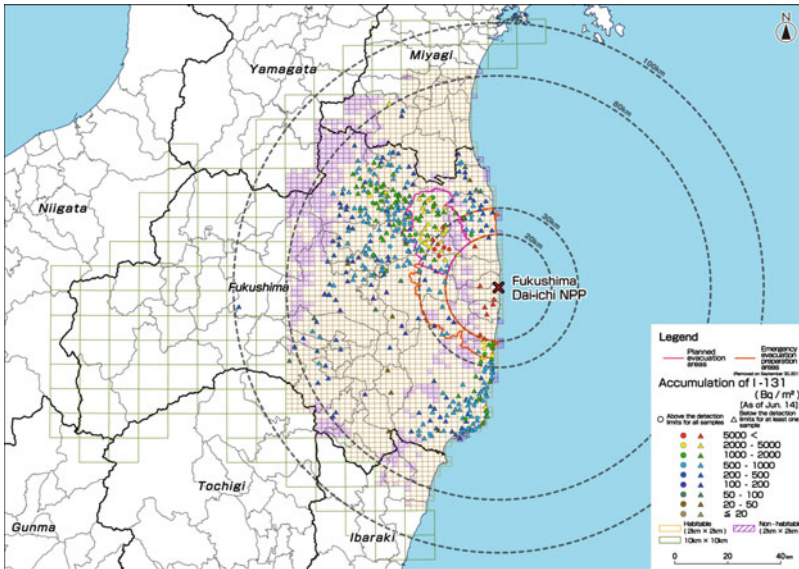 N
Miyagi
Yamagata
100km
80km
Niigata
30km
20km
Fukushima
Fukushima
Dai-ichi NPP
Tochigi
Gunma
Ibaraki
Legend
Planned evacuation areas
Emergency evacuation preparation areas
Accumulation of I-131
(Bq / m²)
[As of Jun. 14]
Above the detection limits for all samples
Below the detection limits for at least one sample
5000 <
2000 - 5000
1000 - 2000
500 - 1000
200 - 500
100 - 200
50 - 100
20 - 50
≦ 20
Habitable (2km × 2km)
Non-habitable (2km × 2km)
10km × 10km
0 20 40km